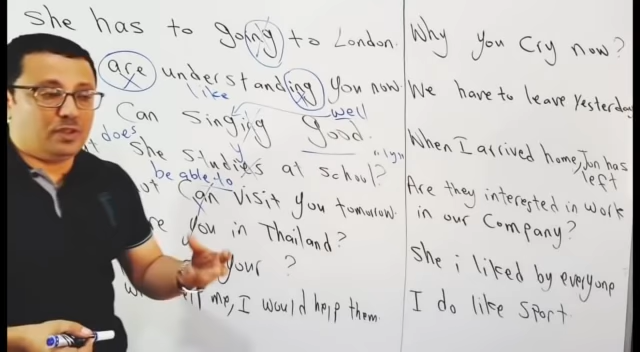 She has to going to London.
are understanding you now
like
Can Singing good.
well
does
She studies at school?
y
be able to
Can visit you tomorrow.
you in Thailand?
your ?
me, I would help them.
Why you Cry now?
We have to leave yesterday
When I arrived home, Jun has
left
Are they interested in work
in our Company?
She i liked by everyone
I do like sport